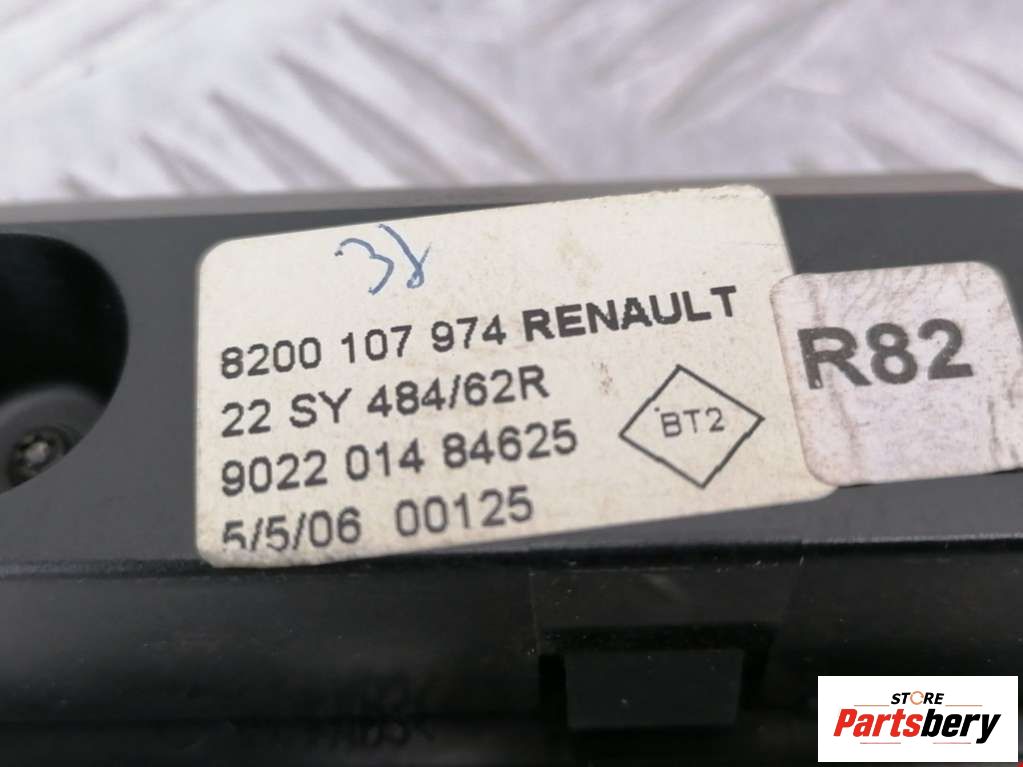 38
8200 107 974 RENAULT
22 SY 484/62R
BT2
9022 014 84625
5/5/06 00125
R82
STORE
Partsbery